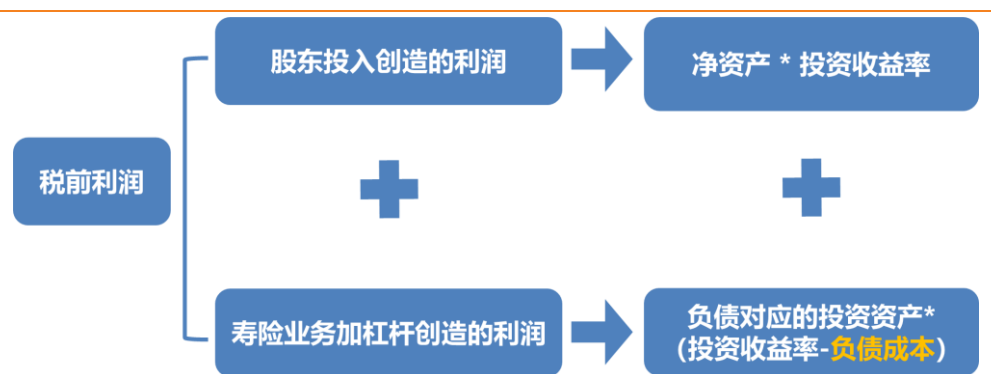 股东投入创造的利润
净资产 * 投资收益率
税前利润
寿险业务加杠杆创造的利润
负债对应的投资资产*
(投资收益率-负债成本)